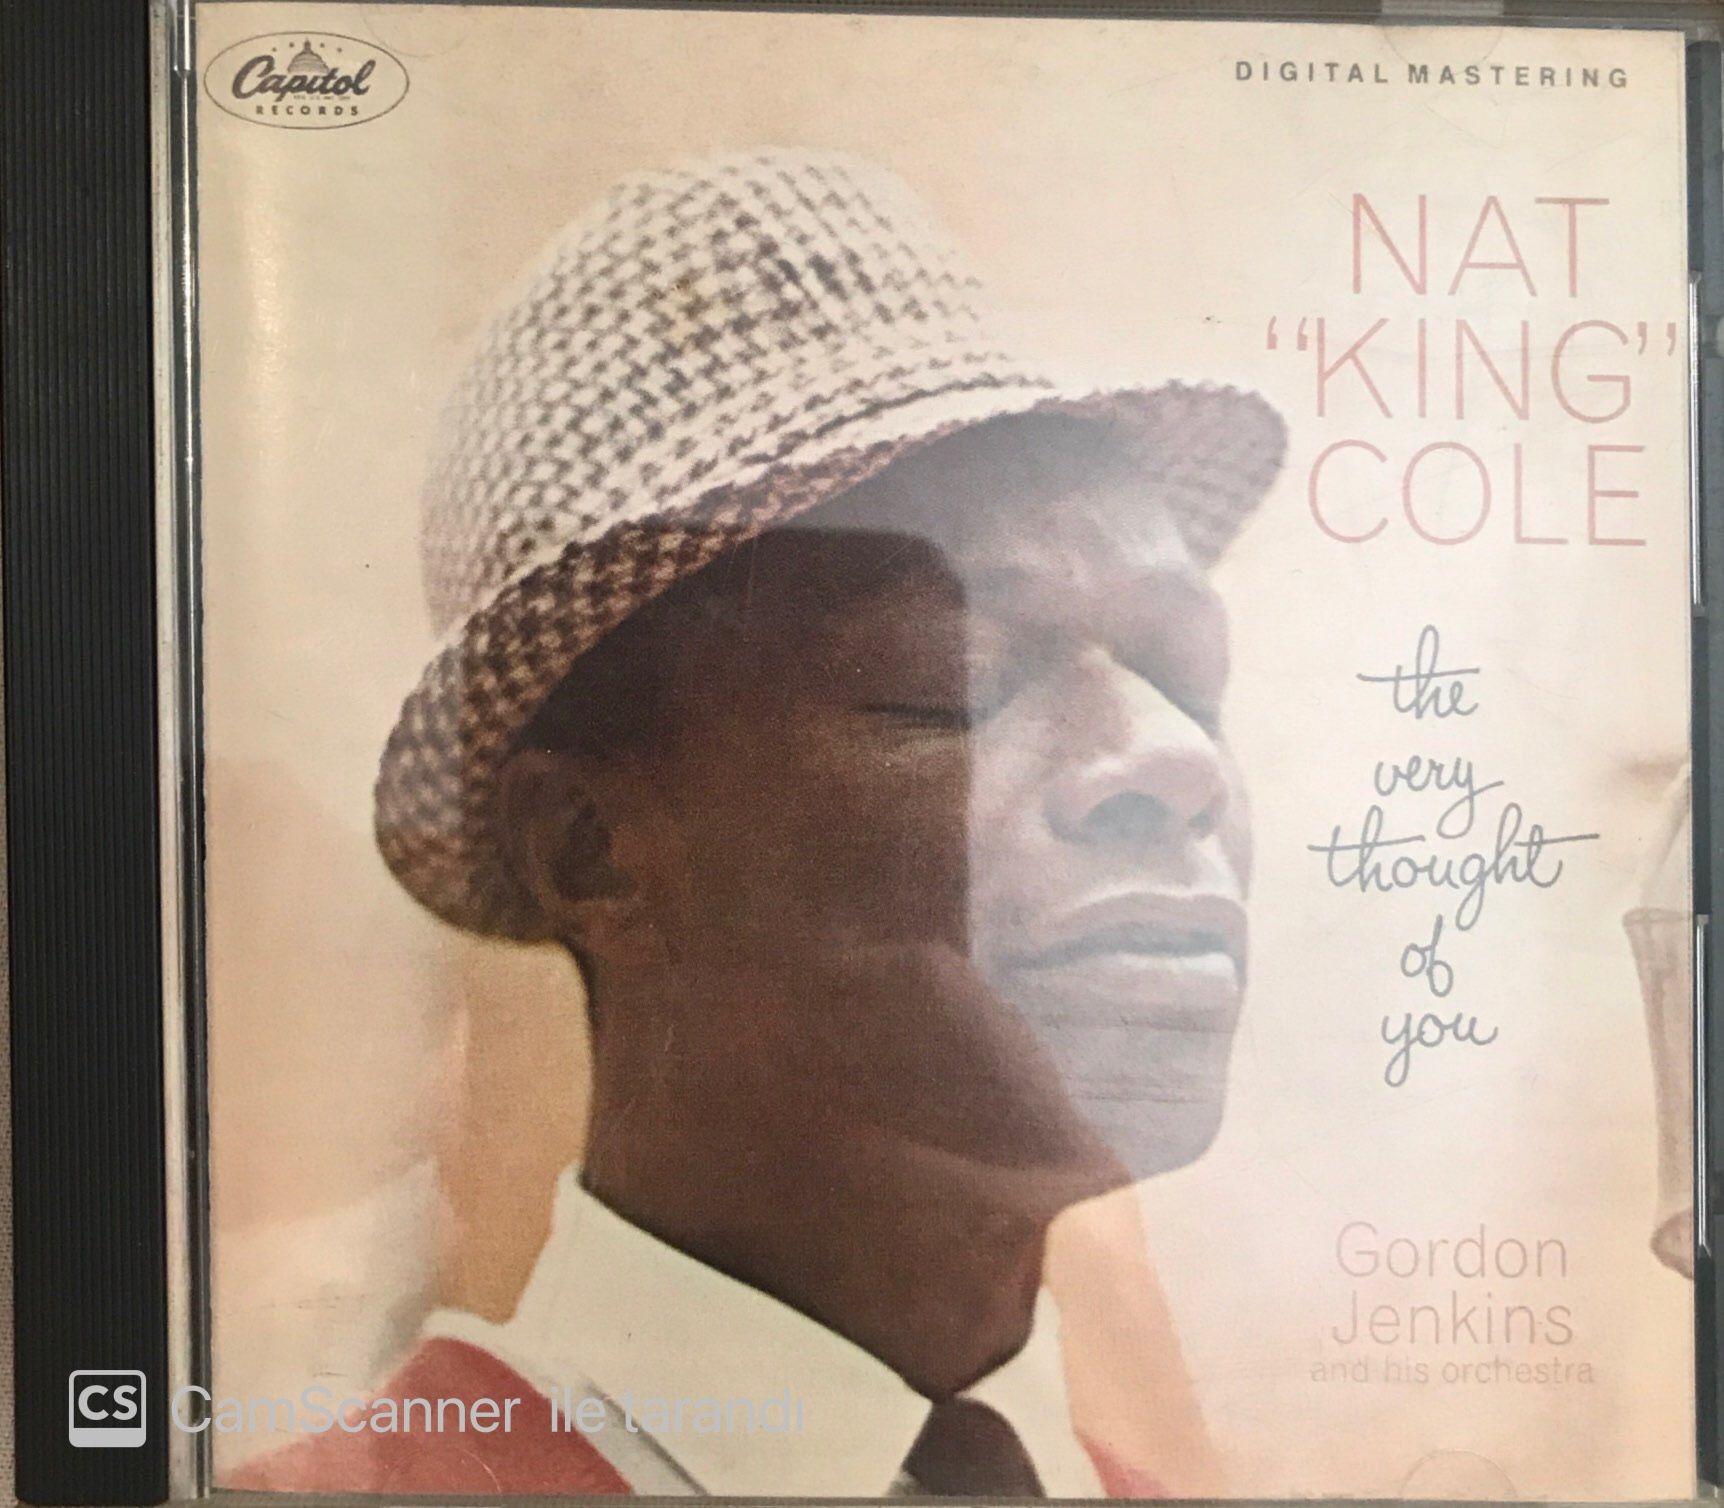 Capitol
RECORDS
DIGITAL MASTERING
NAT
“KING”
COLE
the
very
thought
of
you
Gordon
Jenkins
and his orchestra
CS CamScanner ile tarandı